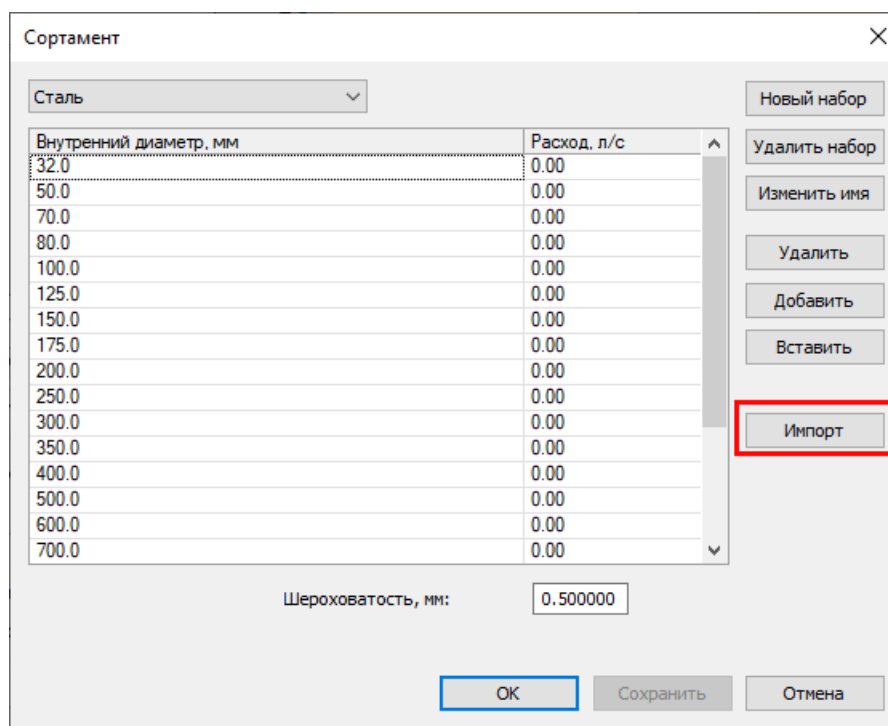 Сортамент
Сталь
Новый набор
Внутренний диаметр, мм Расход, л/с
Удалить набор
32.0 0.00
50.0 0.00
Изменить имя
70.0 0.00
80.0 0.00
Удалить
100.0 0.00
125.0 0.00
Добавить
150.0 0.00
175.0 0.00
Вставить
200.0 0.00
250.0 0.00
300.0 0.00
Импорт
350.0 0.00
400.0 0.00
500.0 0.00
600.0 0.00
700.0 0.00
Шероховатость, мм: 0.500000
ОК Сохранить Отмена